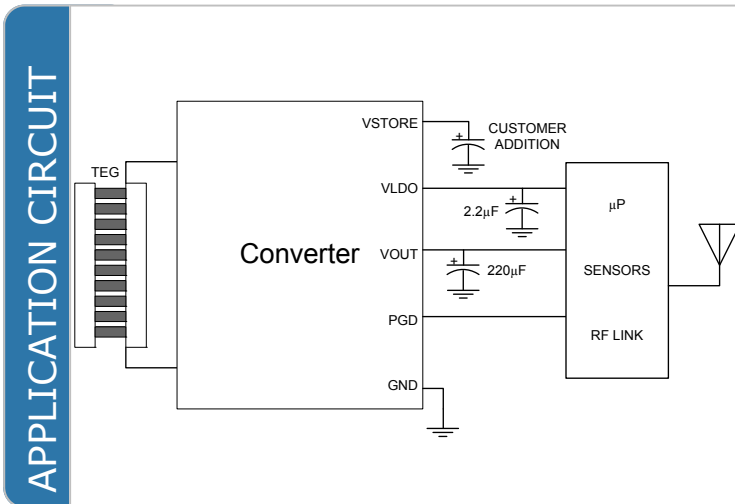 APPLICATION CIRCUIT
TEG
Converter
VSTORE
VLDO
VOUT
PGD
GND
CUSTOMER
ADDITION
2.2µF
220µF
µP
SENSORS
RF LINK